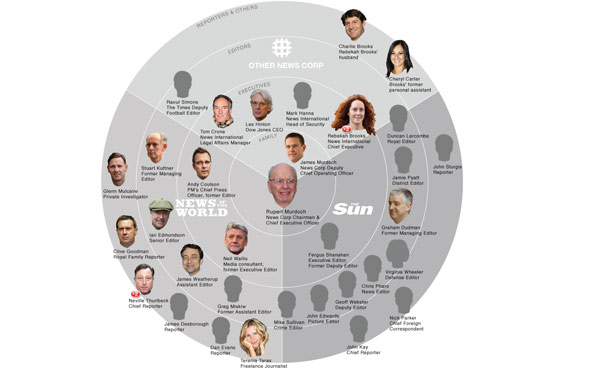 REPORTERS & OTHERS
EDITORS
OTHER NEWS CORP
EXECUTIVES
FAMILY
Charlie Brooks
Rebekah Brooks'
husband
Cheryl Carter
Brooks' former
personal assistant
Raoul Simons
The Times Deputy
Football Editor
Tom Crone
News International
Legal Affairs Manager
Les Hinton
Dow Jones CEO
Mark Hanna
News International
Head of Security
Rebekah Brooks
News International
Chief Executive
Duncan Larcombe
Royal Editor
John Sturgis
Reporter
Jamie Pyatt
District Editor
Stuart Kuttner
Former Managing
Editor
Glenn Mulcaire
Private Investigator
Andy Coulson
PM's Chief Press
Officer, former Editor
James Murdoch
News Corp Deputy
Chief Operating Officer
NEWS OF THE WORLD
Rupert Murdoch
News Corp Chairman &
Chief Executive Officer
THE Sun
Graham Dudman
Former Managing Editor
Ian Edmondson
Senior Editor
Clive Goodman
Royal Family Reporter
Neil Wallis
Media consultant,
former Executive Editor
James Weatherup
Assistant Editor
Neville Thurlbeck
Chief Reporter
Fergus Shanahan
Executive Editor,
Former Deputy Editor
Virginia Wheeler
Defense Editor
Chris Pharo
News Editor
Geoff Webster
Deputy Editor
John Edwards
Picture Editor
Nick Parker
Chief Foreign
Correspondent
Greg Miskiw
Former Assistant Editor
Mike Sullivan
Crime Editor
James Desborough
Reporter
Dan Evans
Reporter
Terenia Taras
Freelance Journalist
John Kay
Chief Reporter